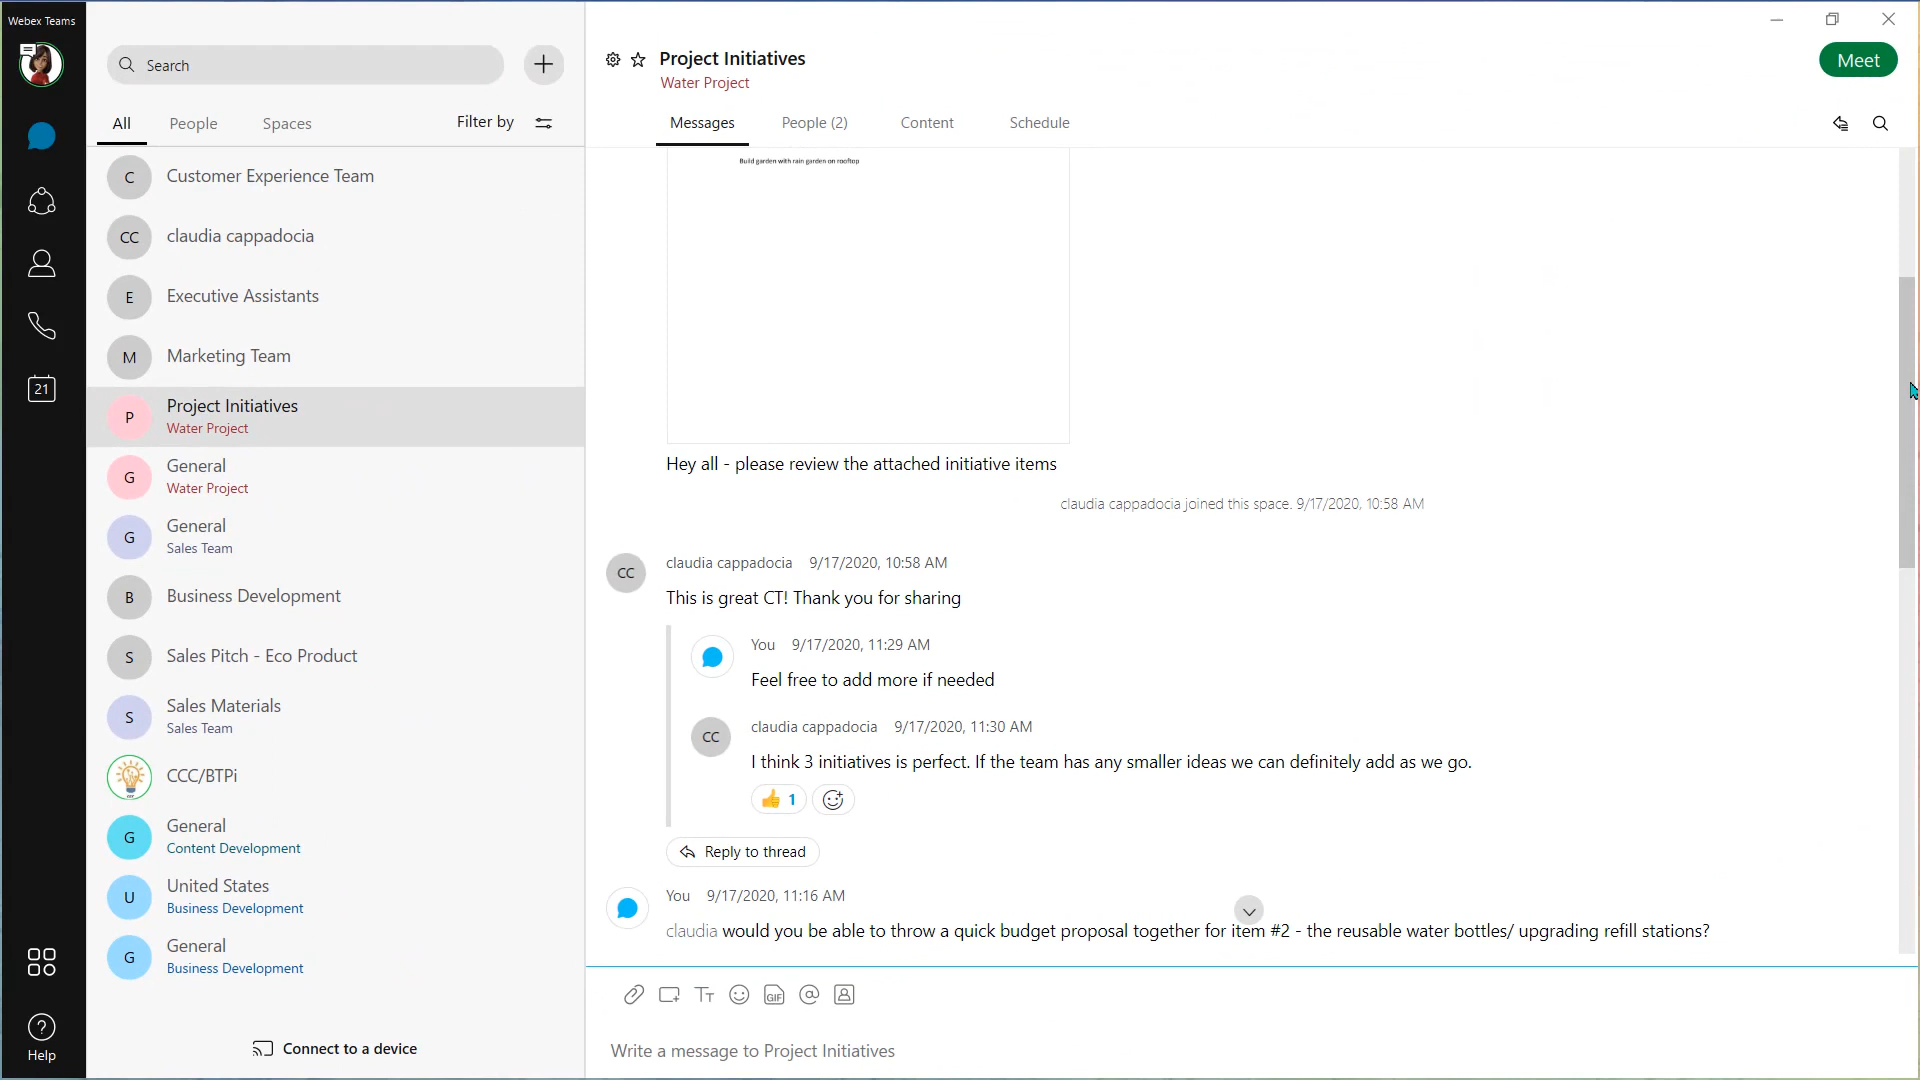 Webex Teams
Search
All
People
Spaces
Filter by
C
Customer Experience Team
CC
claudia cappadocia
E
Executive Assistants
M
Marketing Team
P
Project Initiatives
Water Project
G
General
Water Project
G
General
Sales Team
B
Business Development
S
Sales Pitch - Eco Product
S
Sales Materials
Sales Team
CCC/BTPi
G
General
Content Development
U
United States
Business Development
G
General
Business Development
Connect to a device
21
Help
Project Initiatives
Water Project
Meet
Messages
People (2)
Content
Schedule
Build garden with rain garden on rooftop
Hey all - please review the attached initiative items
claudia cappadocia joined this space. 9/17/2020, 10:58 AM
CC
claudia cappadocia 9/17/2020, 10:58 AM
This is great CT! Thank you for sharing
You 9/17/2020, 11:29 AM
Feel free to add more if needed
CC
claudia cappadocia 9/17/2020, 11:30 AM
I think 3 initiatives is perfect. If the team has any smaller ideas we can definitely add as we go.
1
Reply to thread
You 9/17/2020, 11:16 AM
claudia would you be able to throw a quick budget proposal together for item #2 - the reusable water bottles/ upgrading refill stations?
GIF
Write a message to Project Initiatives